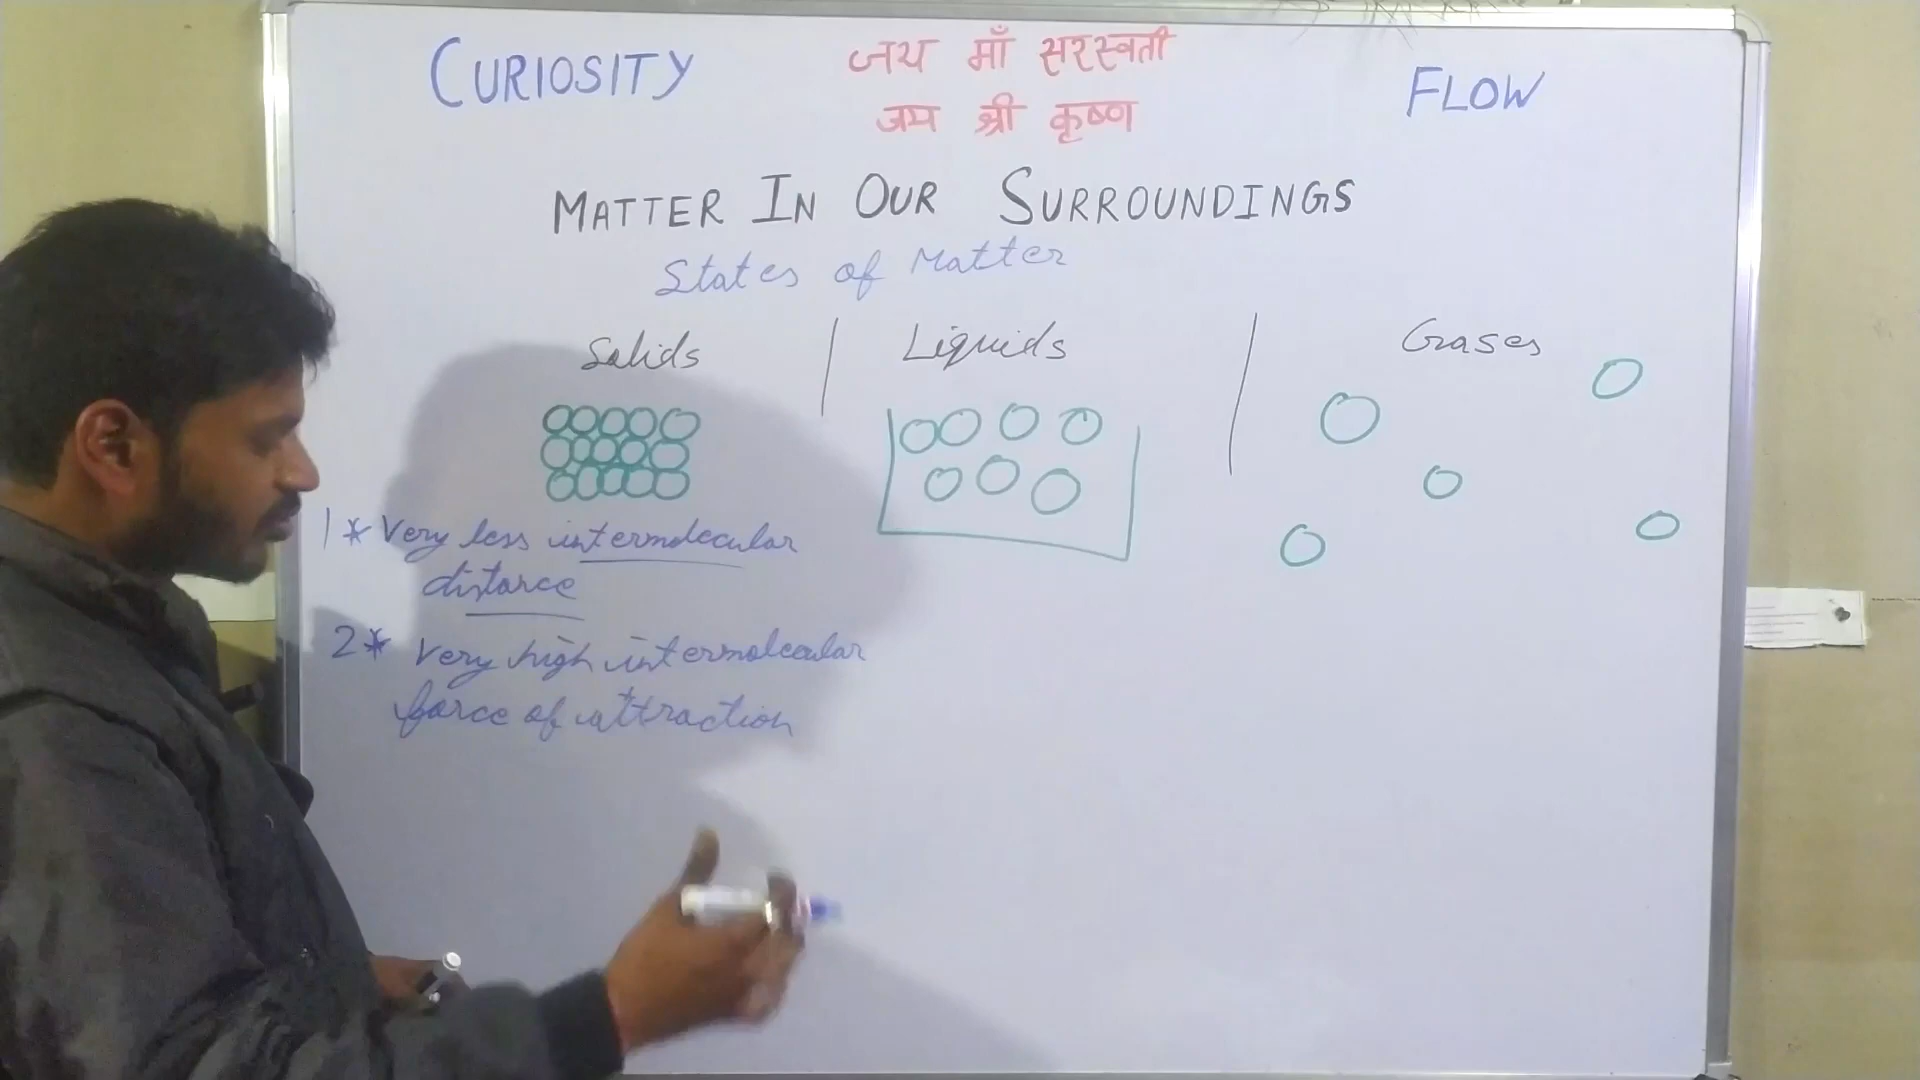 CURIOSITY
जय माँ सरस्वती
जय श्री कृष्ण
FLOW
MATTER IN OUR SURROUNDINGS
States of Matter
Solids
Liquids
Gases
1 * Very less intermolecular
distance
2 * Very high intermolecular
force of attraction